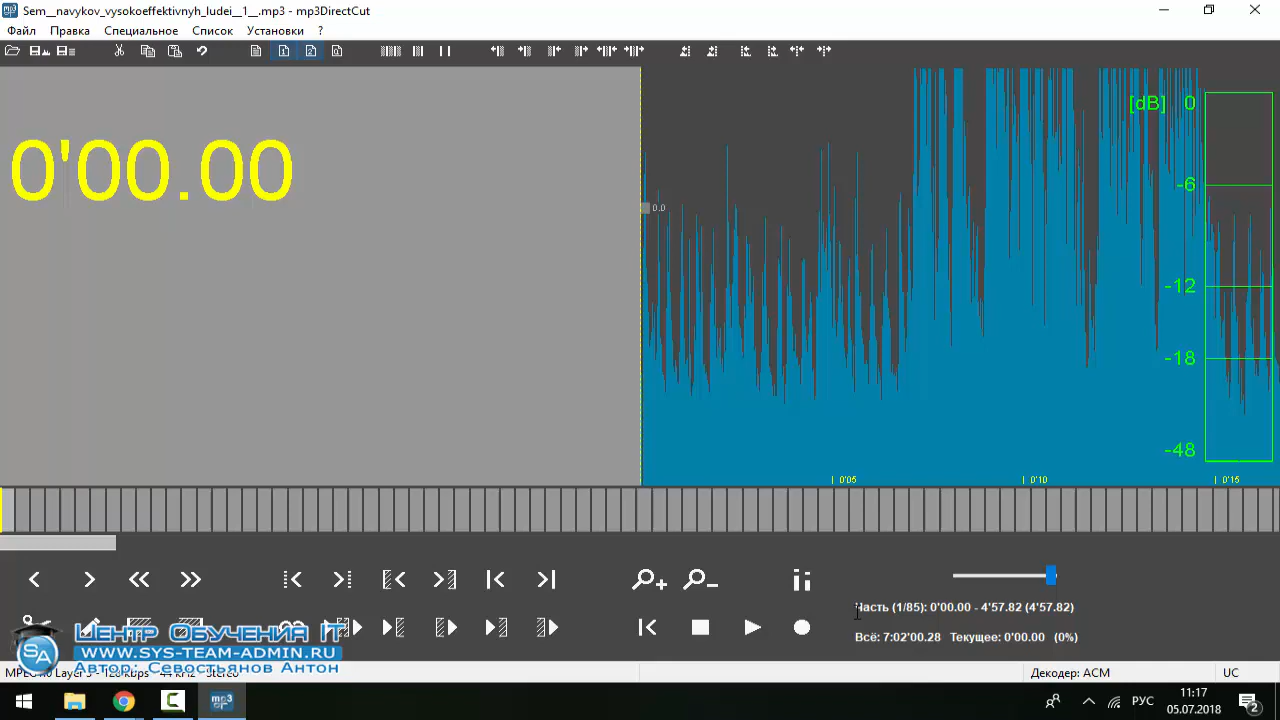 Sem__navykov_vysokoeffektivnyh_ludei__1__.mp3 - mp3DirectCut
Файл Правка Специальное Список Установки ?
[dB] 0
0'00.00
-6
0.0
-12
-18
-48
0'05 0'10 0'15
Часть (1/85): 0'00.00 - 4'57.82 (4'57.82)
Всё: 7:02'00.28 Текущее: 0'00.00 (0%)
Центр Обучения IT
www.sys-team-admin.ru
Автор: Севостьянов Антон
SA
Декодер: ACM UC
mp3
РУС
11:17
05.07.2018
2